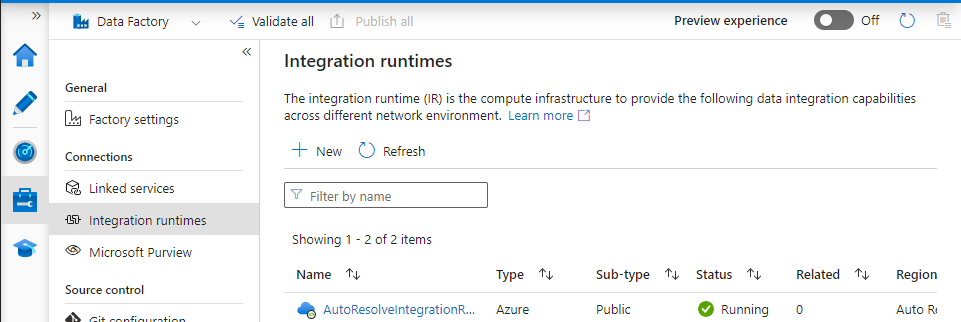 Data Factory
Validate all
Publish all
Preview experience
Off
General
Factory settings
Connections
Linked services
Integration runtimes
Microsoft Purview
Source control
Git configuration
Integration runtimes
The integration runtime (IR) is the compute infrastructure to provide the following data integration capabilities
across different network environment. Learn more
New
Refresh
Filter by name
Showing 1 - 2 of 2 items
Name Type Sub-type Status Related Region
AutoResolveIntegrationR... Azure Public Running 0 Auto Re